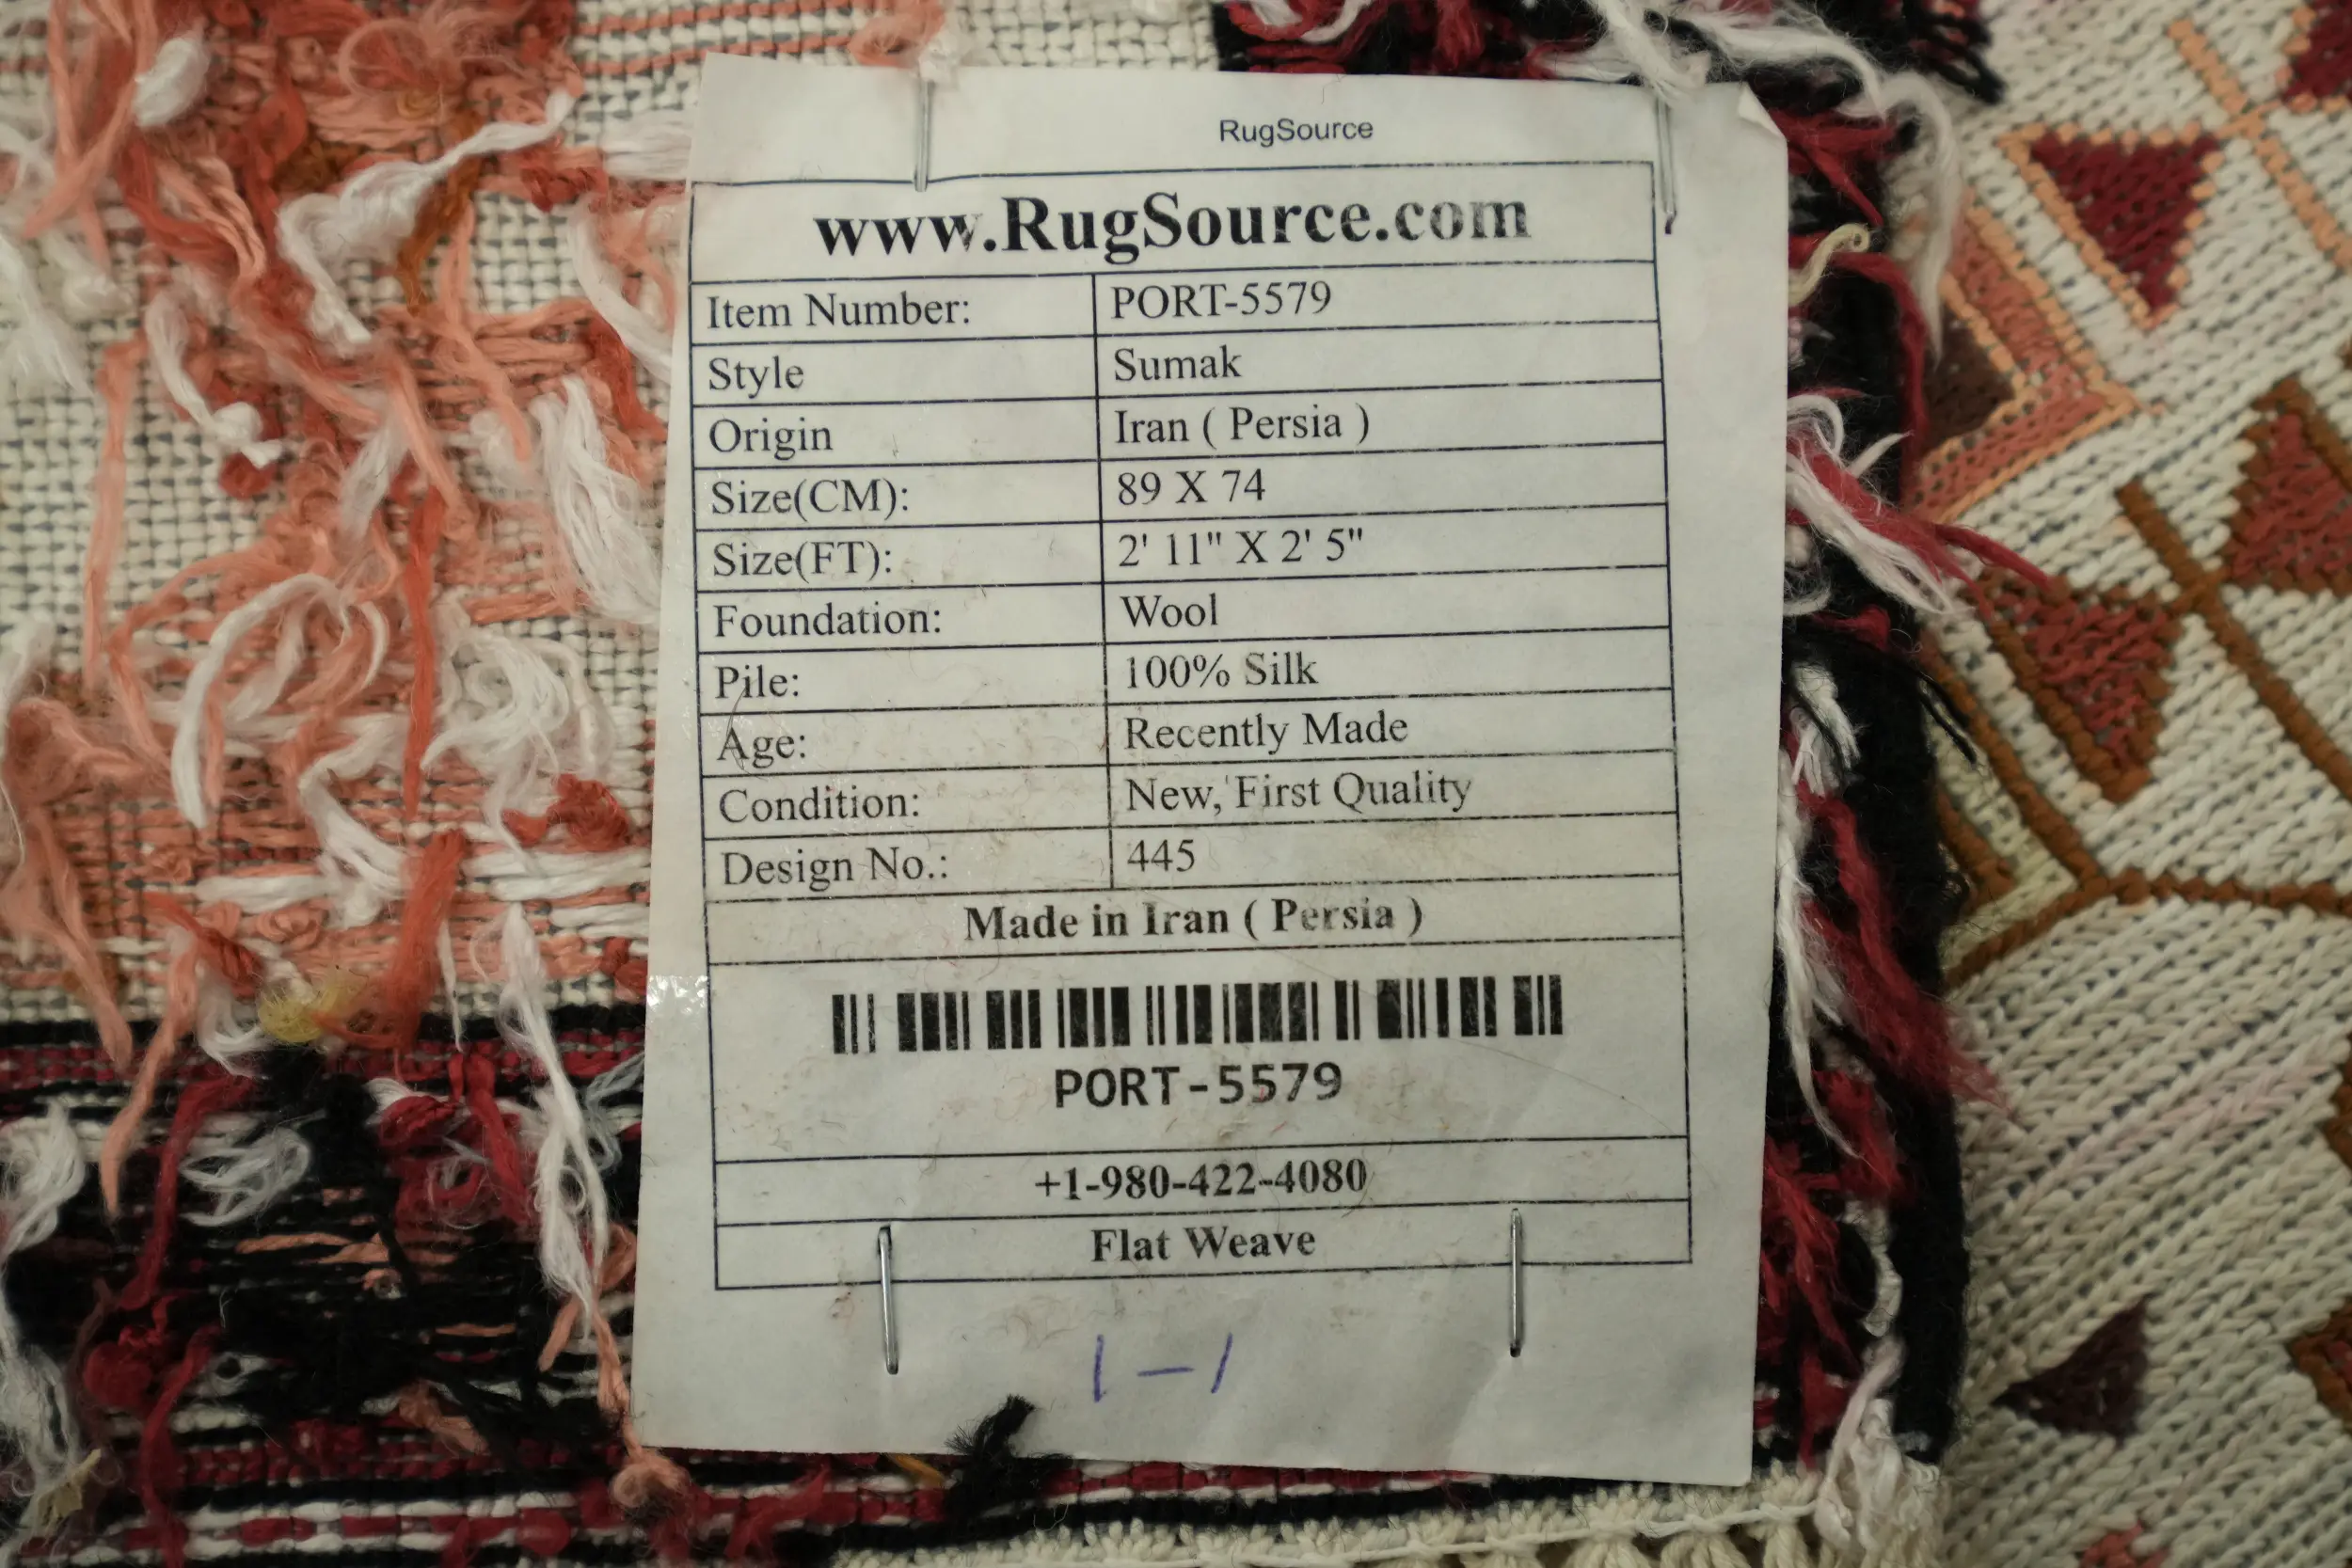 RugSource
www.RugSource.com
Item Number: PORT-5579
Style Sumak
Origin Iran ( Persia )
Size(CM): 89 X 74
Size(FT): 2' 11" X 2' 5"
Foundation: Wool
Pile: 100% Silk
Age: Recently Made
Condition: New, First Quality
Design No.: 445
Made in Iran ( Persia )
PORT-5579
+1-980-422-4080
Flat Weave
1-1